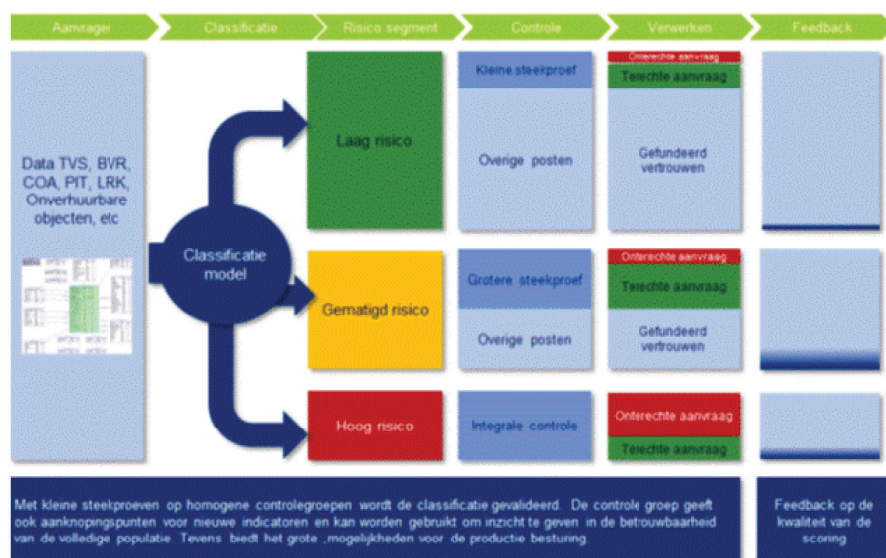 Aanvrager
Classificatie
Risico segment
Controle
Verwerken
Feedback
Data TVS, BVR,
COA, PIT, LRK,
Onverhuurbare
objecten, etc
Classificatie
model
Laag risico
Kleine steekproef
Overige posten
Onterechte aanvraag
Terechte aanvraag
Gefundeerd
vertrouwen
Gematigd risico
Grotere steekproef
Overige posten
Onterechte aanvraag
Terechte aanvraag
Gefundeerd
vertrouwen
Hoog risico
Integrale controle
Onterechte aanvraag
Terechte aanvraag
Met kleine steekproeven op homogene controlegroepen wordt de classificatie gevalideerd. De controle groep geeft
ook aanknopingspunten voor nieuwe indicatoren en kan worden gebruikt om inzicht te geven in de betrouwbaarheid
van de volledige populatie. Tevens biedt het grote ,mogelijkheden voor de productie besturing.
Feedback op de
kwaliteit van de
scoring